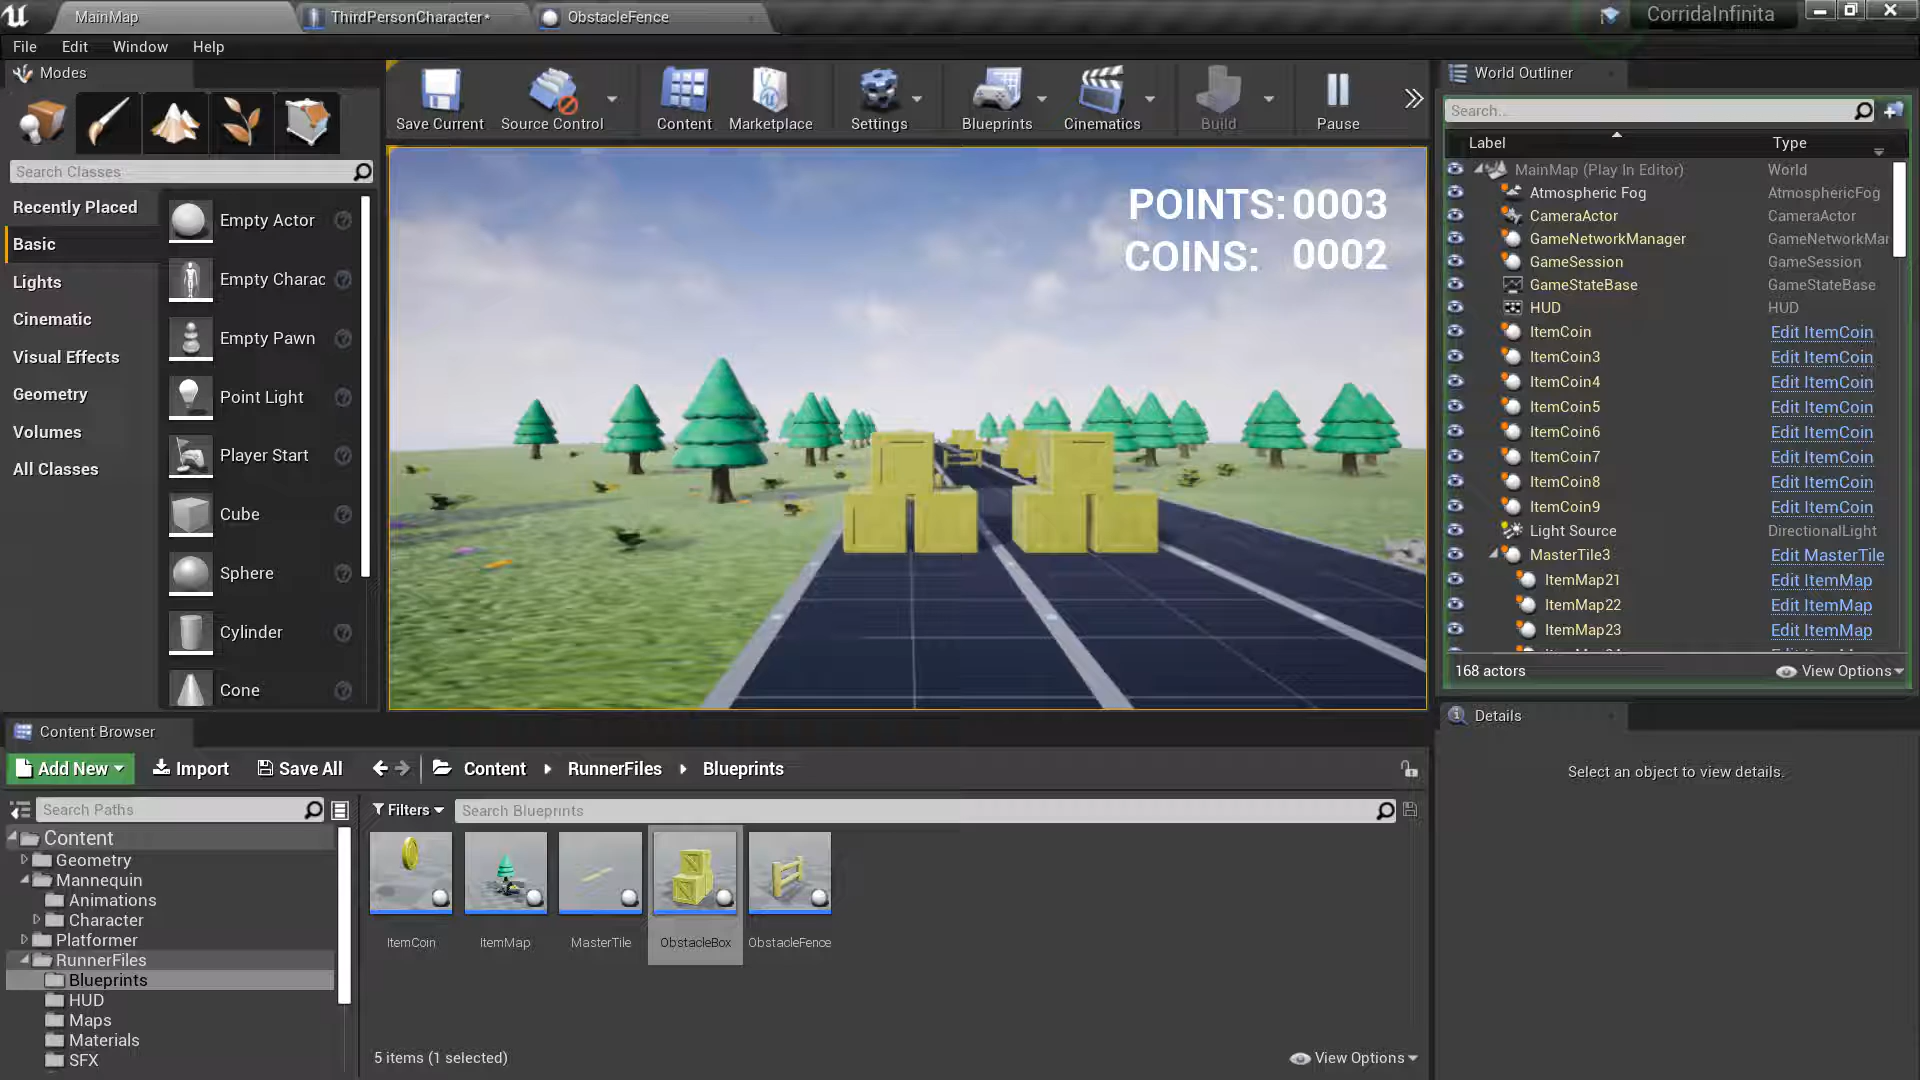 MainMap
ThirdPersonCharacter*
ObstacleFence
CorridaInfinita
File
Edit
Window
Help
Modes
Save Current
Source Control
Content
Marketplace
Settings
Blueprints
Cinematics
Build
Pause
World Outliner
Search...
Label
Type
Search Classes
Recently Placed
Basic
Lights
Cinematic
Visual Effects
Geometry
Volumes
All Classes
Empty Actor
Empty Charac
Empty Pawn
Point Light
Player Start
Cube
Sphere
Cylinder
Cone
POINTS: 0003
COINS: 0002
MainMap (Play In Editor) World
Atmospheric Fog AtmosphericFog
CameraActor CameraActor
GameNetworkManager GameNetworkMar
GameSession GameSession
GameStateBase GameStateBase
HUD HUD
ItemCoin Edit ItemCoin
ItemCoin3 Edit ItemCoin
ItemCoin4 Edit ItemCoin
ItemCoin5 Edit ItemCoin
ItemCoin6 Edit ItemCoin
ItemCoin7 Edit ItemCoin
ItemCoin8 Edit ItemCoin
ItemCoin9 Edit ItemCoin
Light Source DirectionalLight
MasterTile3 Edit MasterTile
ItemMap21 Edit ItemMap
ItemMap22 Edit ItemMap
ItemMap23 Edit ItemMap
168 actors
View Options
Details
Select an object to view details.
Content Browser
Add New
Import
Save All
Content
RunnerFiles
Blueprints
Search Paths
Filters
Search Blueprints
Content
Geometry
Mannequin
Animations
Character
Platformer
RunnerFiles
Blueprints
HUD
Maps
Materials
SFX
ItemCoin
ItemMap
MasterTile
ObstacleBox
ObstacleFence
5 items (1 selected)
View Options